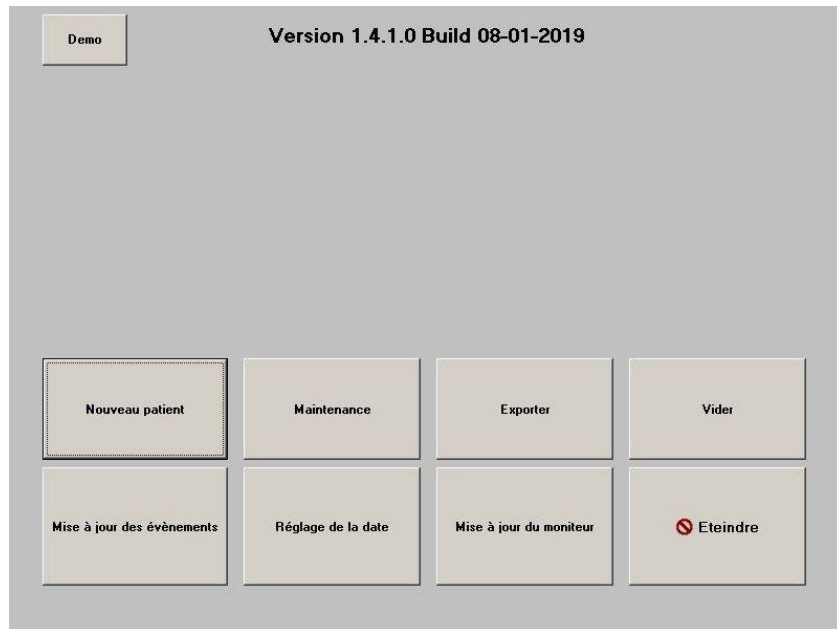 Demo
Version 1.4.1.0 Build 08-01-2019
Nouveau patient
Maintenance
Exporter
Vider
Mise à jour des évènements
Réglage de la date
Mise à jour du moniteur
Eteindre